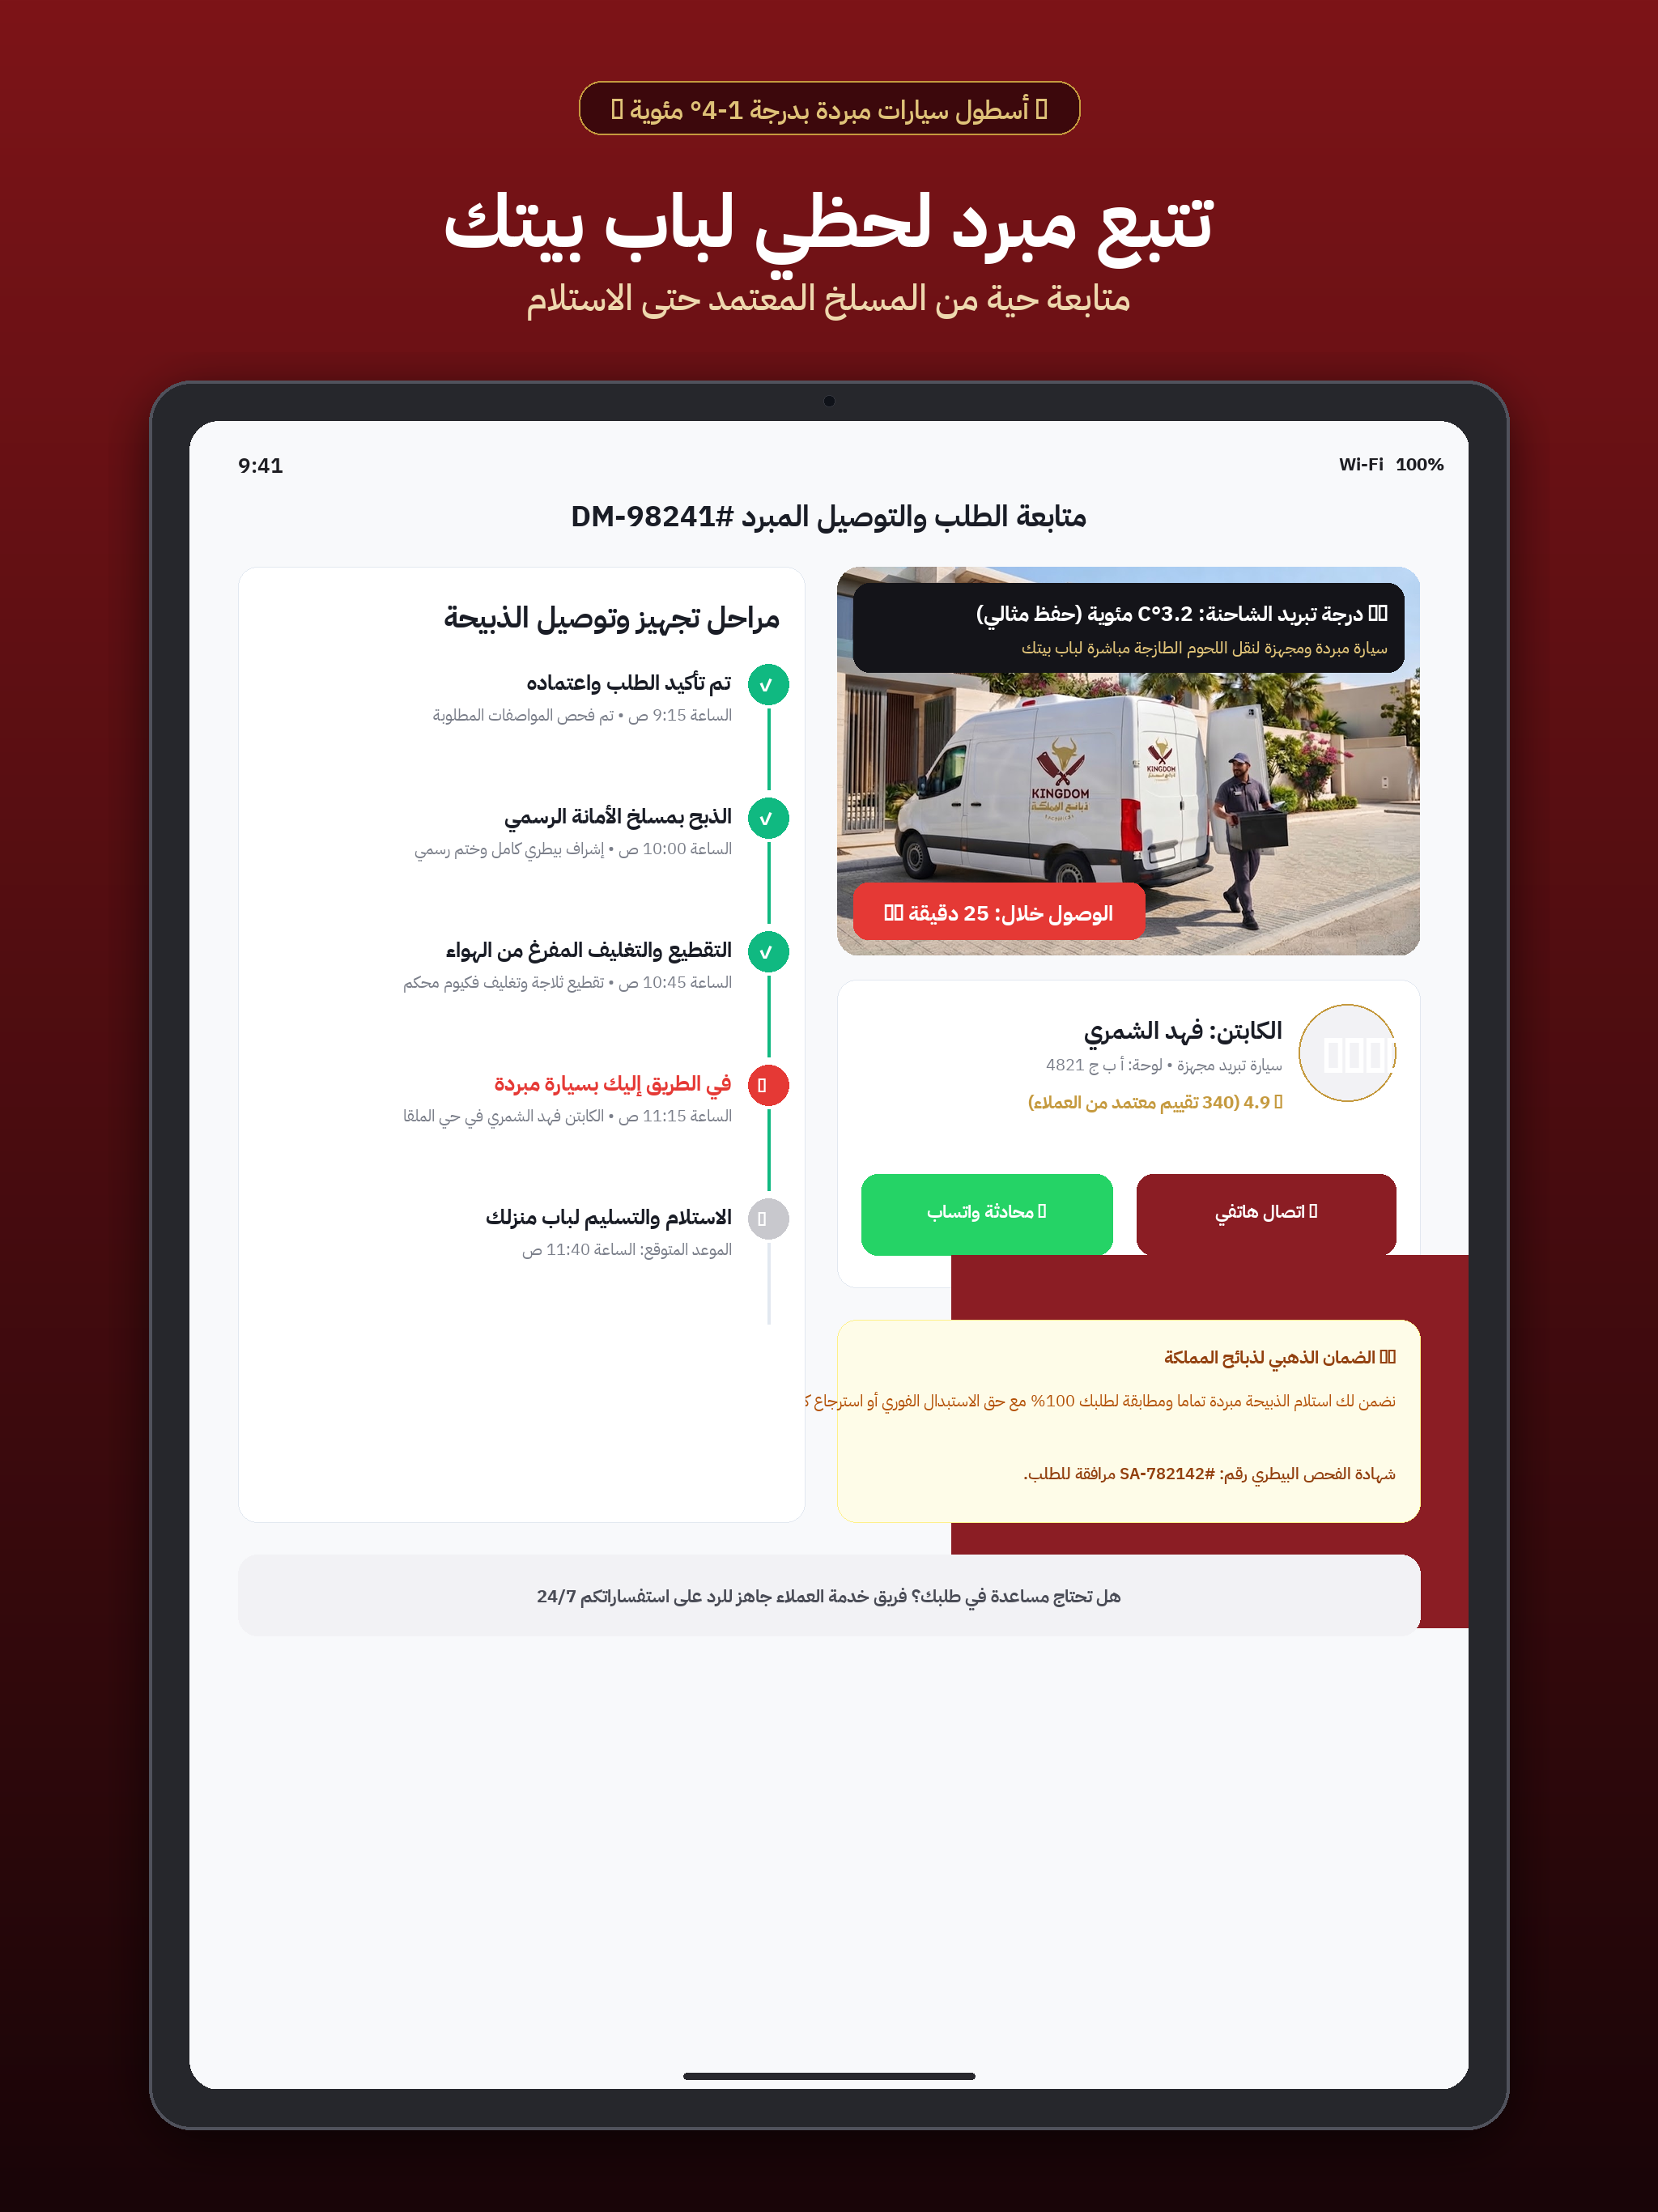 أسطول سيارات مبردة بدرجة 1-4° مئوية
تتبع مبرد لحظي لباب بيتك
متابعة حية من المسلخ المعتمد حتى الاستلام
9:41
Wi-Fi 100%
متابعة الطلب والتوصيل المبرد #DM-98241
درجة تبريد الشاحنة: 3.2°C مئوية (حفظ مثالي)
سيارة مبردة ومجهزة لنقل اللحوم الطازجة مباشرة لباب بيتك
KINGDOM
ذبائح المملكة
KINGDOM
الوصول خلال: 25 دقيقة
الكابتن: فهد الشمري
سيارة تبريد مجهزة • لوحة: أ ب ج 4821
4.9 (340 تقييم معتمد من العملاء)
اتصال هاتفي
محادثة واتساب
الضمان الذهبي لذبائح المملكة
نضمن لك استلام الذبيحة مبردة تماما ومطابقة لطلبك 100% مع حق الاستبدال الفوري أو استرجاع
شهادة الفحص البيطري رقم: #SA-782142 مرافقة للطلب.
مراحل تجهيز وتوصيل الذبيحة
تم تأكيد الطلب واعتماده
الساعة 9:15 ص • تم فحص المواصفات المطلوبة
الذبح بمسلخ الأمانة الرسمي
الساعة 10:00 ص • إشراف بيطري كامل وختم رسمي
التقطيع والتغليف المفرغ من الهواء
الساعة 10:45 ص • تقطيع ثلاجة وتغليف فكيوم محكم
في الطريق إليك بسيارة مبردة
الساعة 11:15 ص • الكابتن فهد الشمري في حي الملقا
الاستلام والتسليم لباب منزلك
الموعد المتوقع: الساعة 11:40 ص
هل تحتاج مساعدة في طلبك؟ فريق خدمة العملاء جاهز للرد على استفساراتكم 24/7